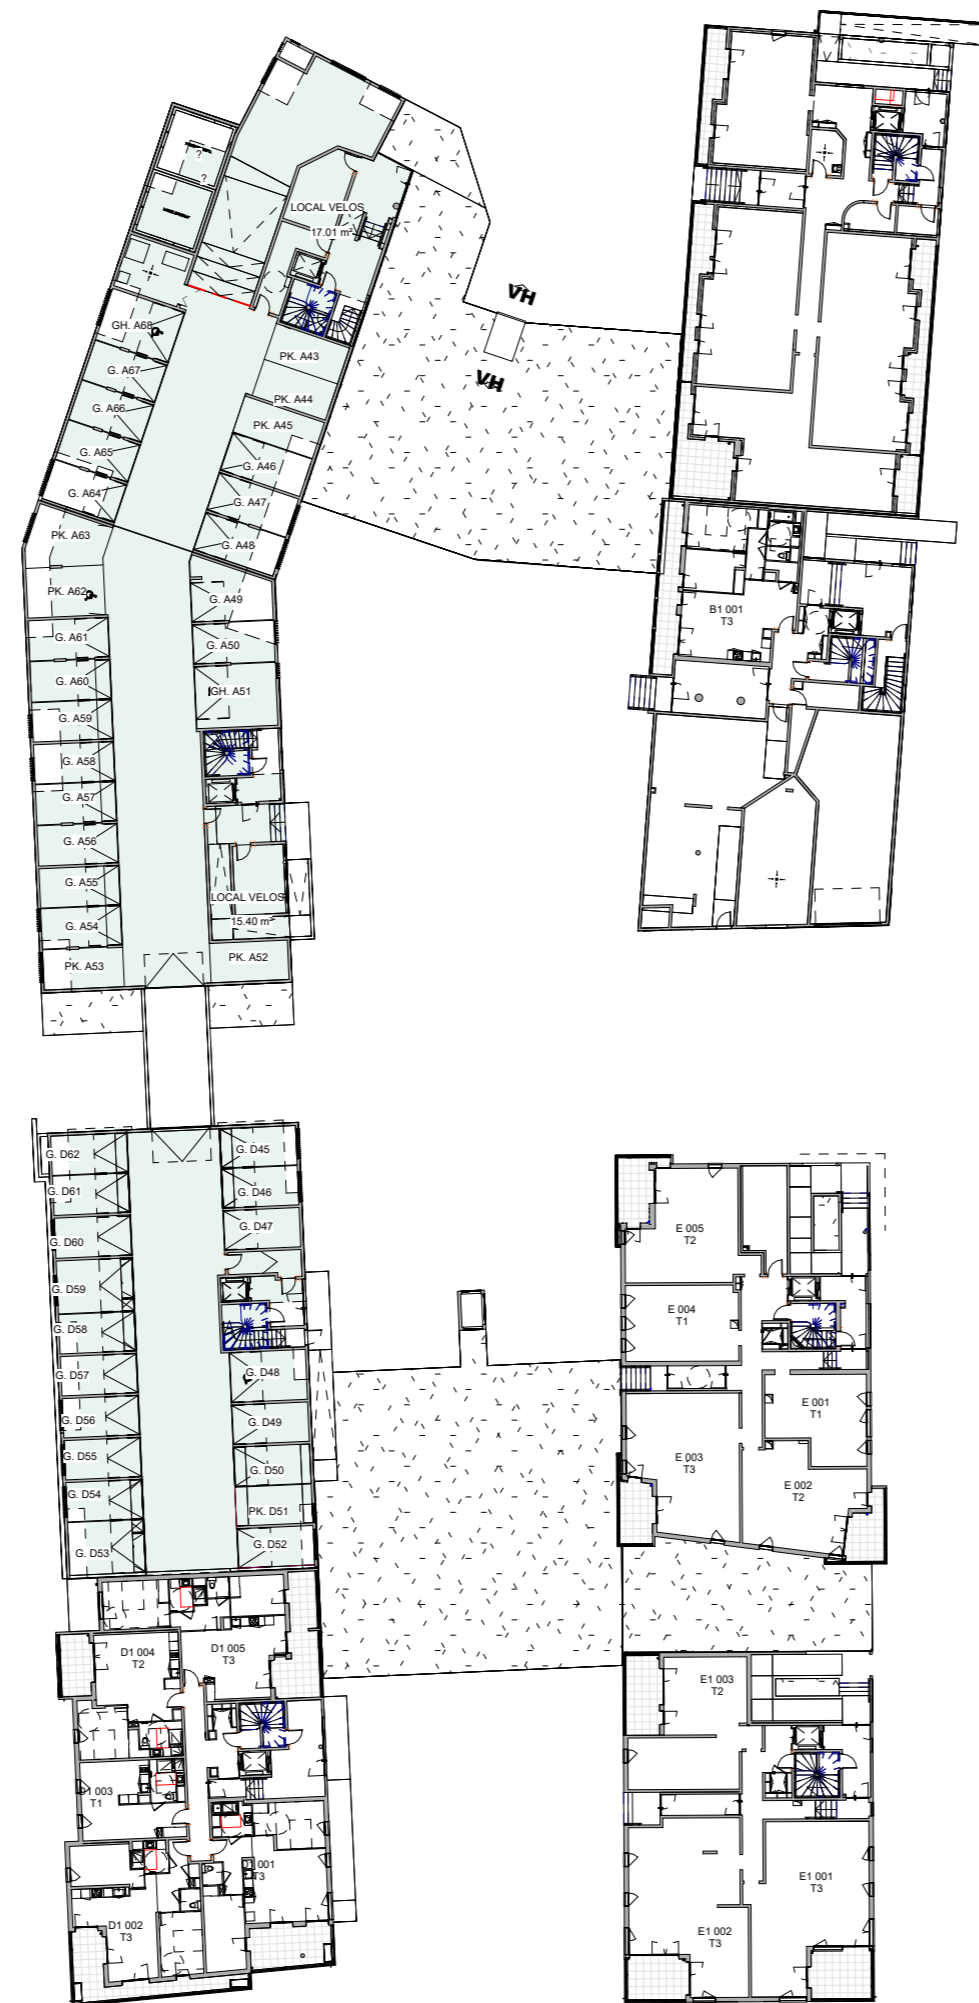 LOCAL VELOS
17.01 m²
VH
VH
GH. A68
G. A67
G. A66
G. A65
G. A64
PK. A63
PK. A62
G. A61
G. A60
G. A59
G. A58
G. A57
G. A56
G. A55
G. A54
PK. A53
PK. A43
PK. A44
PK. A45
G. A46
G. A47
G. A48
G. A49
G. A50
GH. A51
LOCAL VELOS
15.40 m²
PK. A52
?
?
B1 001
T3
G. D62
G. D61
G. D60
G. D59
G. D58
G. D57
G. D56
G. D55
G. D54
G. D53
G. D45
G. D46
G. D47
G. D48
G. D49
G. D50
PK. D51
G. D52
E 005
T2
E 004
T1
E 001
T1
E 003
T3
E 002
T2
D1 004
T2
D1 005
T3
D1 003
T1
D1 001
T3
D1 002
T3
E1 003
T2
E1 001
T3
E1 002
T3